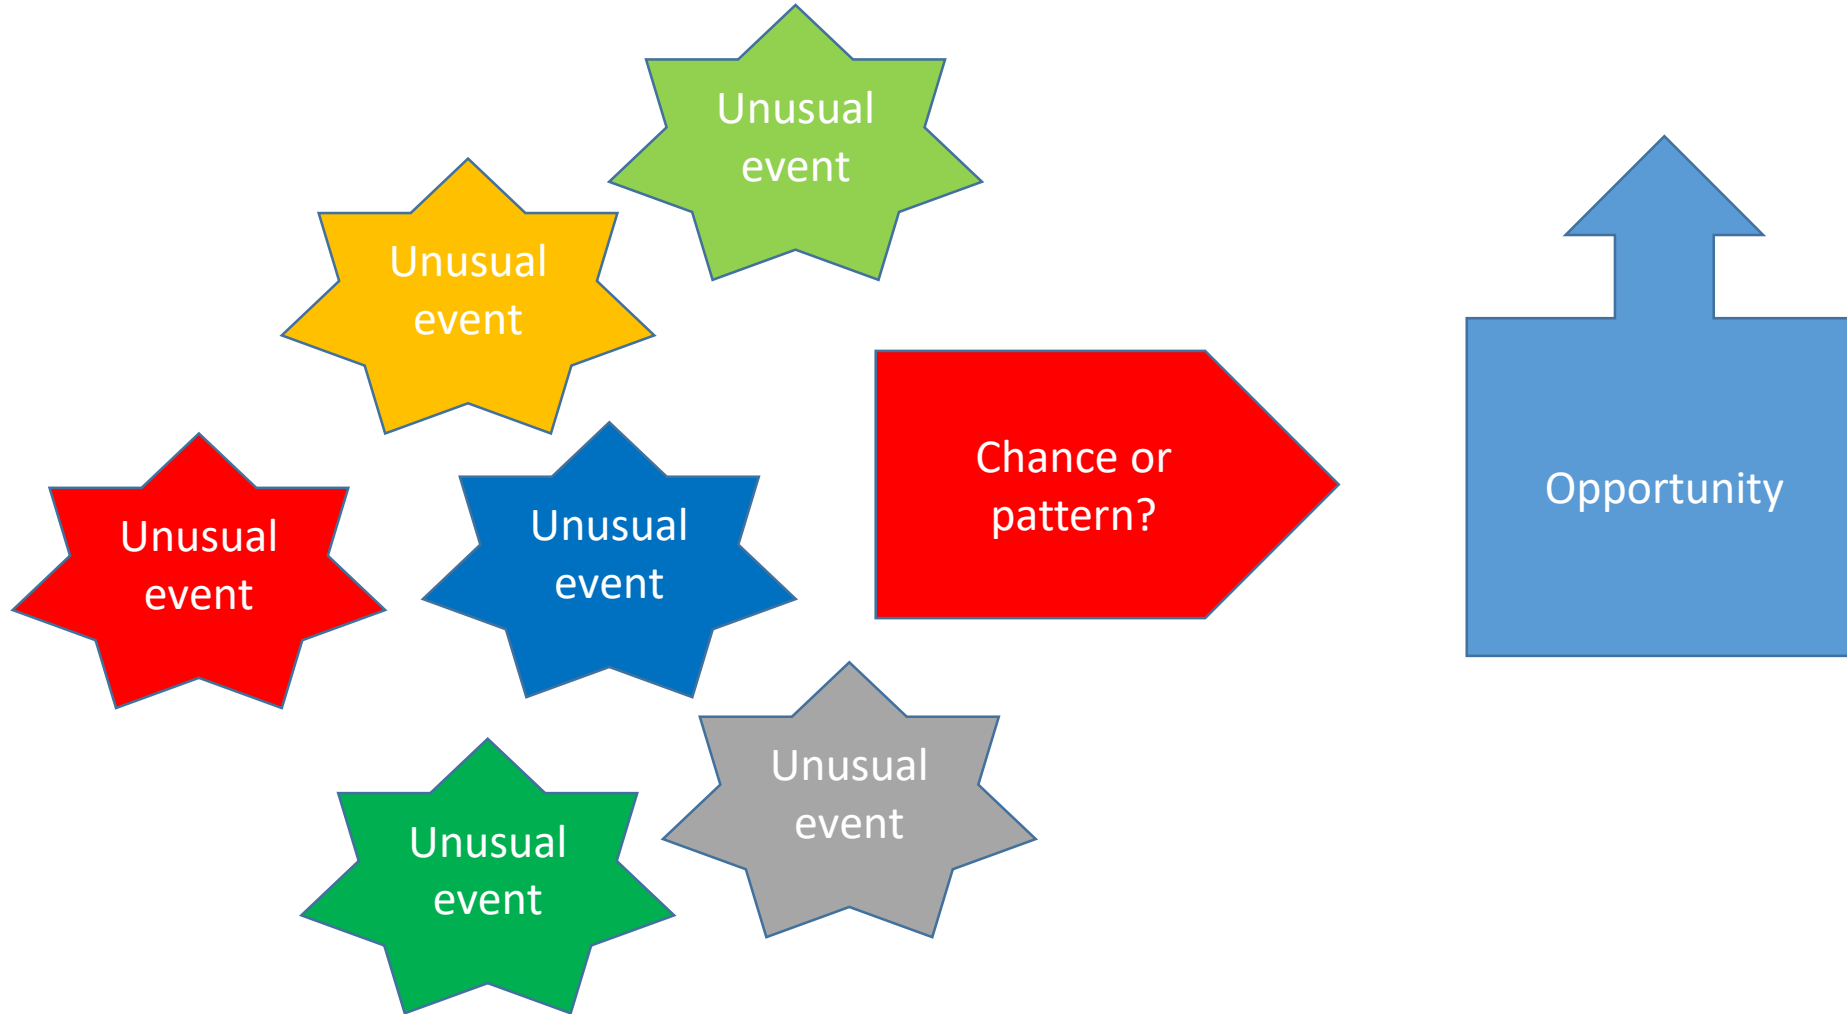 Unusual
event
Unusual
event
Unusual
event
Unusual
event
Chance or
pattern?
Opportunity
Unusual
event
Unusual
event